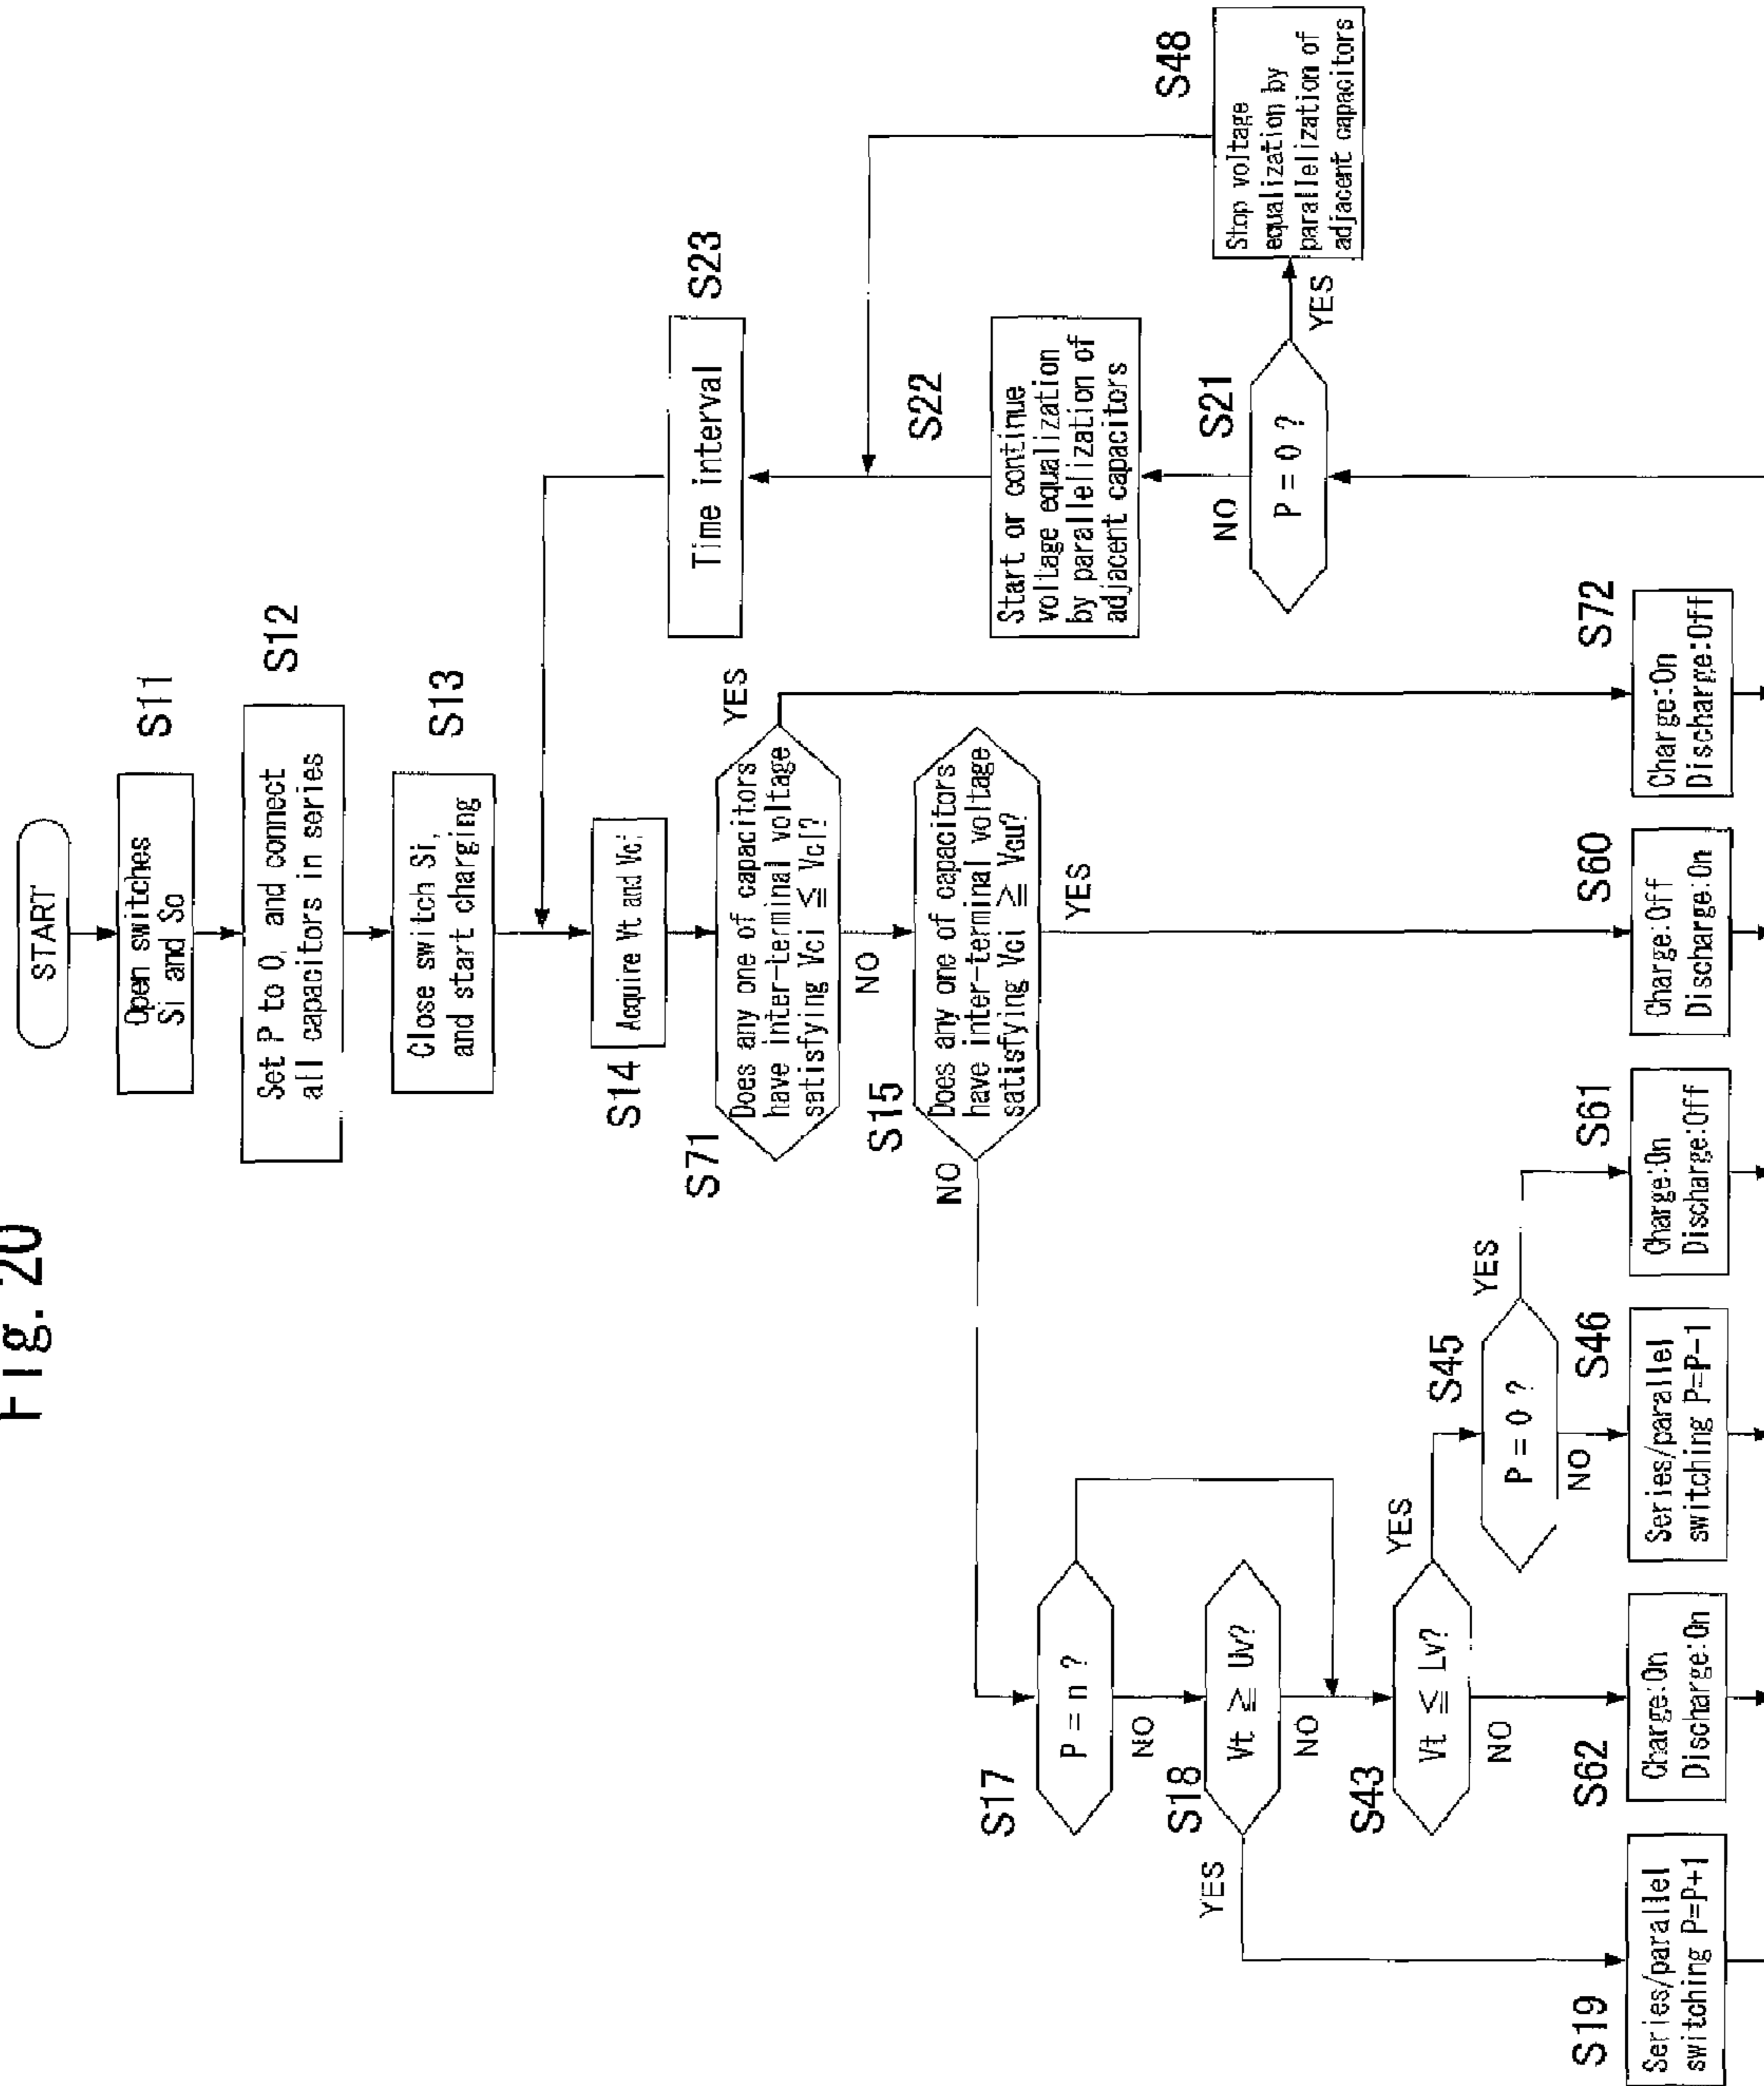 Fig. 20
START
S11
Open switches
Si and So
S12
Set P to 0, and connect
all capacitors in series
S13
Close switch Si,
and start charging
S14
Acquire Vt and Vci
S71
Does any one of capacitors
have inter-terminal voltage
satisfying Vci ≦ Vcl?
YES
NO
S15
Does any one of capacitors
have inter-terminal voltage
satisfying Vci ≧ Vcu?
NO
YES
S17
P = n ?
NO
S18
Vt ≧ Uv?
YES
NO
S43
Vt ≦ Lv?
YES
NO
S45
P = 0 ?
YES
NO
S19
Series/parallel
switching P=P+1
S62
Charge:On
Discharge:On
S46
Series/parallel
switching P=P-1
S61
Charge:On
Discharge:Off
S60
Charge:Off
Discharge:On
S72
Charge:On
Discharge:Off
S23
Time interval
S22
Start or continue
voltage equalization
by parallelization of
adjacent capacitors
S21
P = 0 ?
NO
YES
S48
Stop voltage
equalization by
parallelization of
adjacent capacitors